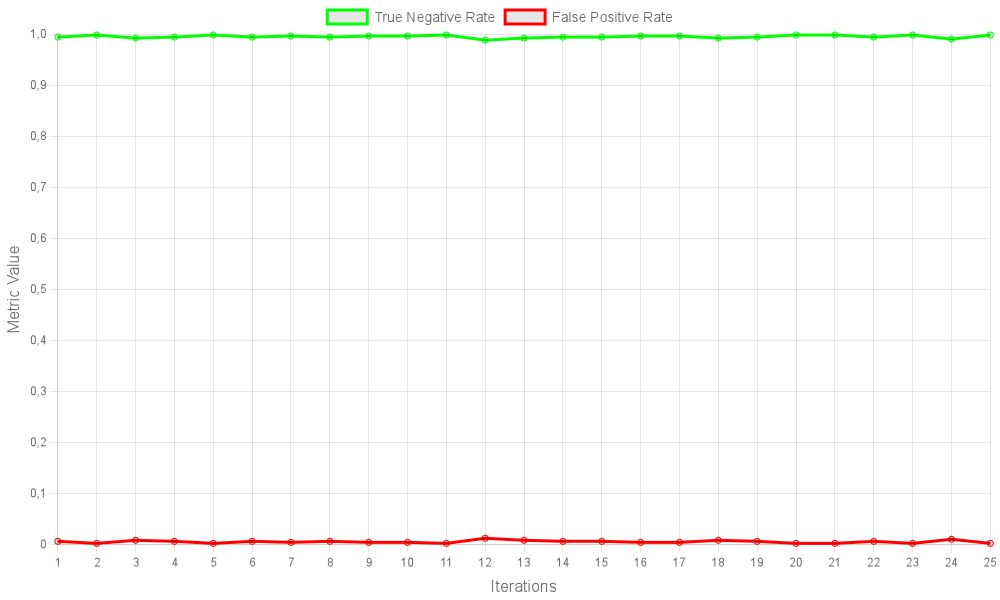 True Negative Rate False Positive Rate
1,0
0,9
0,8
0,7
0,6
0,5
0,4
0,3
0,2
0,1
0
Metric Value
1 2 3 4 5 6 7 8 9 10 11 12 13 14 15 16 17 18 19 20 21 22 23 24 25
Iterations